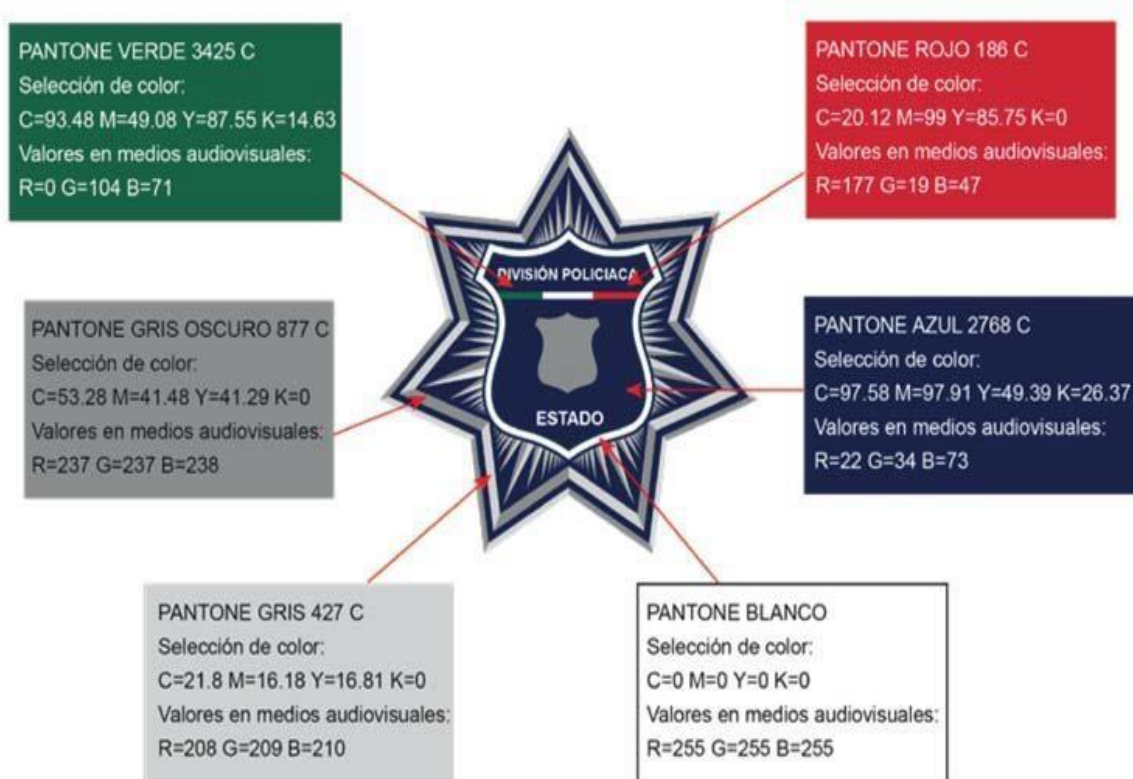 PANTONE VERDE 3425 C
Selección de color:
C=93.48 M=49.08 Y=87.55 K=14.63
Valores en medios audiovisuales:
R=0 G=104 B=71
PANTONE ROJO 186 C
Selección de color:
C=20.12 M=99 Y=85.75 K=0
Valores en medios audiovisuales:
R=177 G=19 B=47
DIVISIÓN POLICIACA
ESTADO
PANTONE GRIS OSCURO 877 C
Selección de color:
C=53.28 M=41.48 Y=41.29 K=0
Valores en medios audiovisuales:
R=237 G=237 B=238
PANTONE AZUL 2768 C
Selección de color:
C=97.58 M=97.91 Y=49.39 K=26.37
Valores en medios audiovisuales:
R=22 G=34 B=73
PANTONE GRIS 427 C
Selección de color:
C=21.8 M=16.18 Y=16.81 K=0
Valores en medios audiovisuales:
R=208 G=209 B=210
PANTONE BLANCO
Selección de color:
C=0 M=0 Y=0 K=0
Valores en medios audiovisuales:
R=255 G=255 B=255